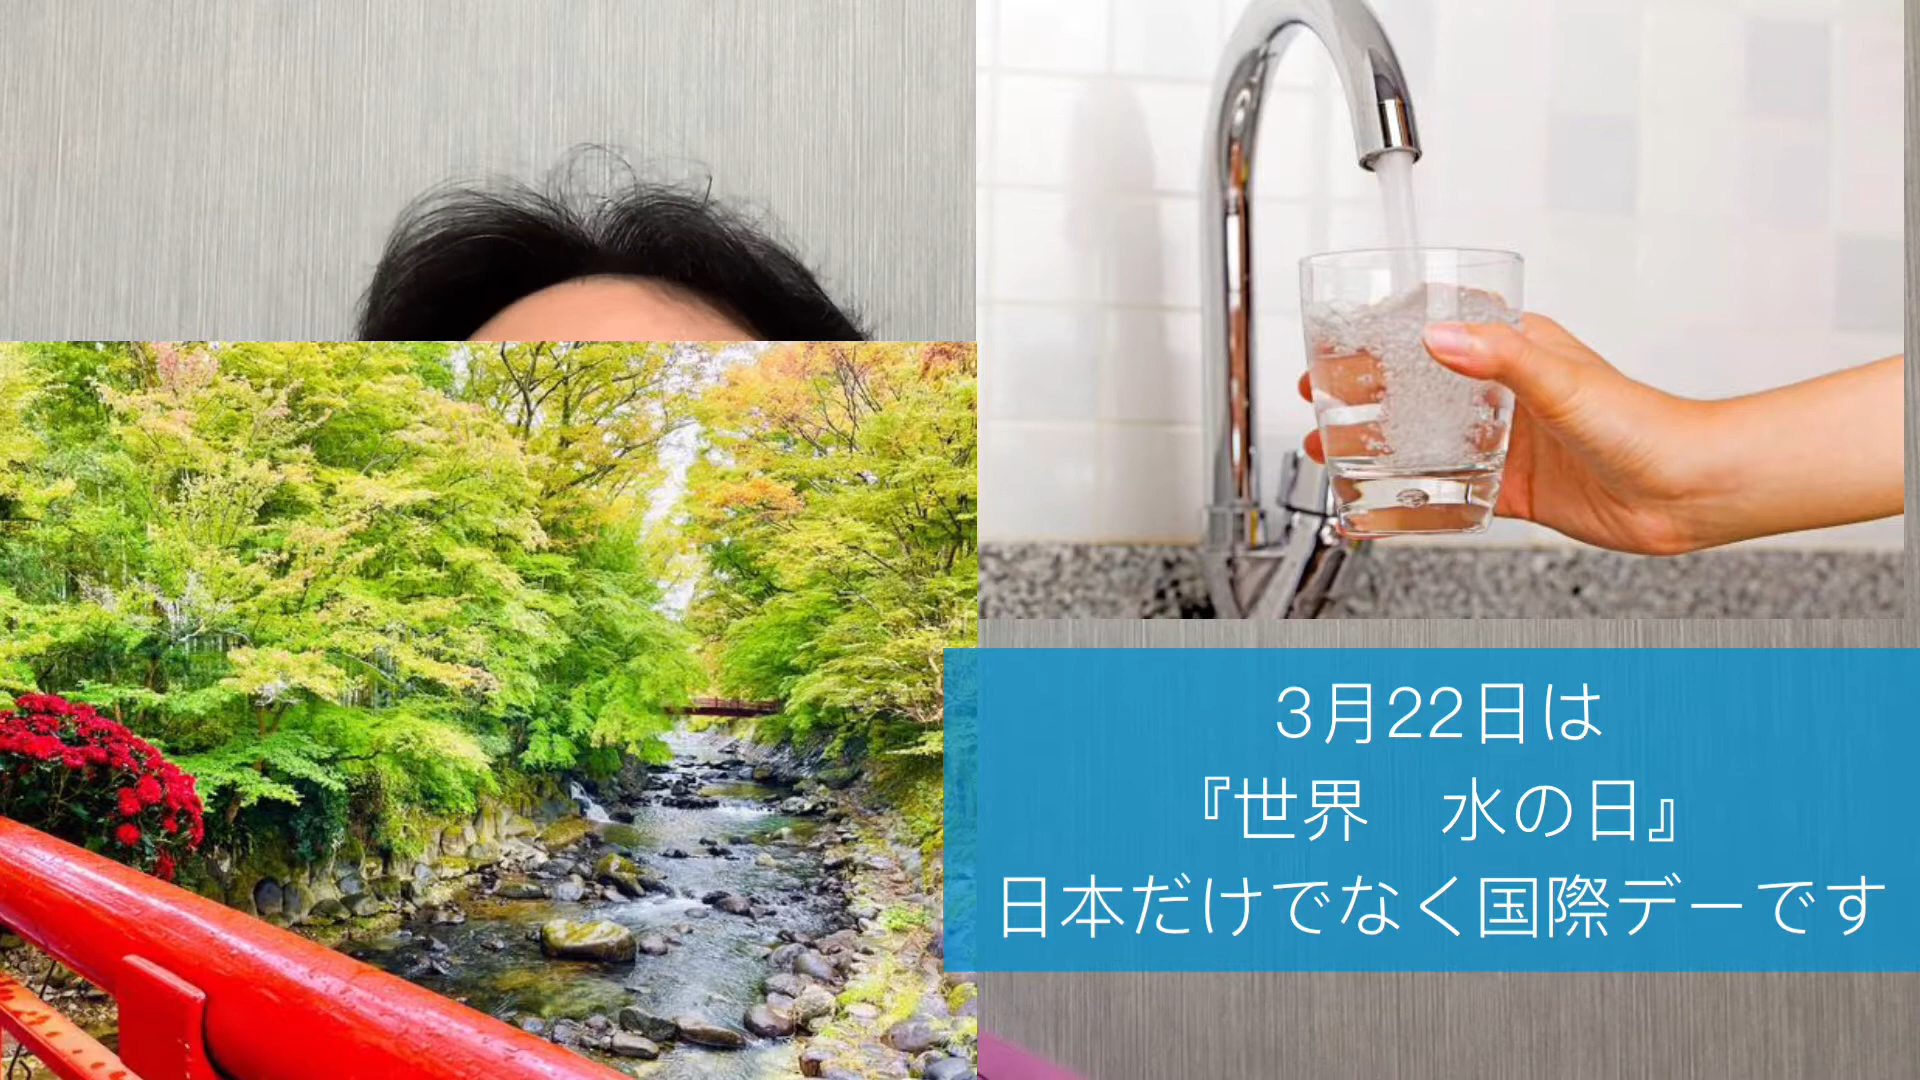 3月22日は
『世界　水の日』
日本だけでなく国際デーです